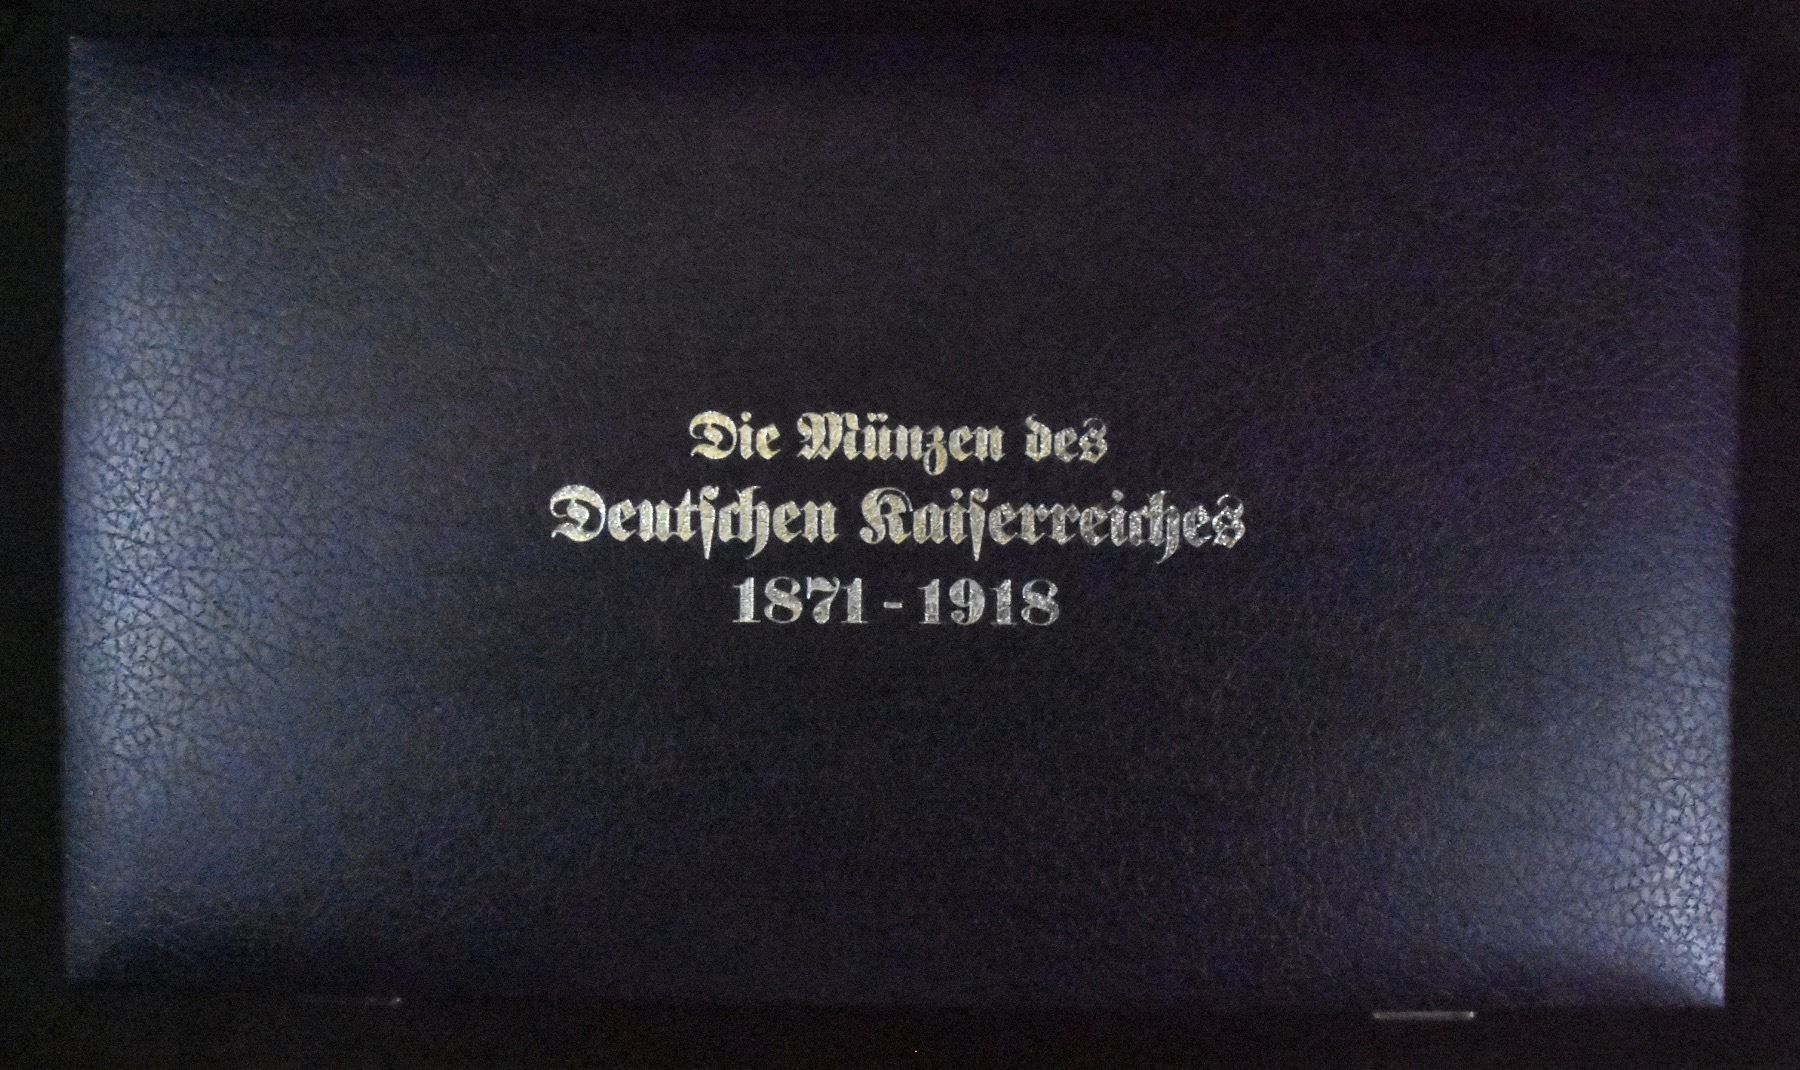 Die Münzen des
Deutschen Kaiserreiches
1871 - 1918